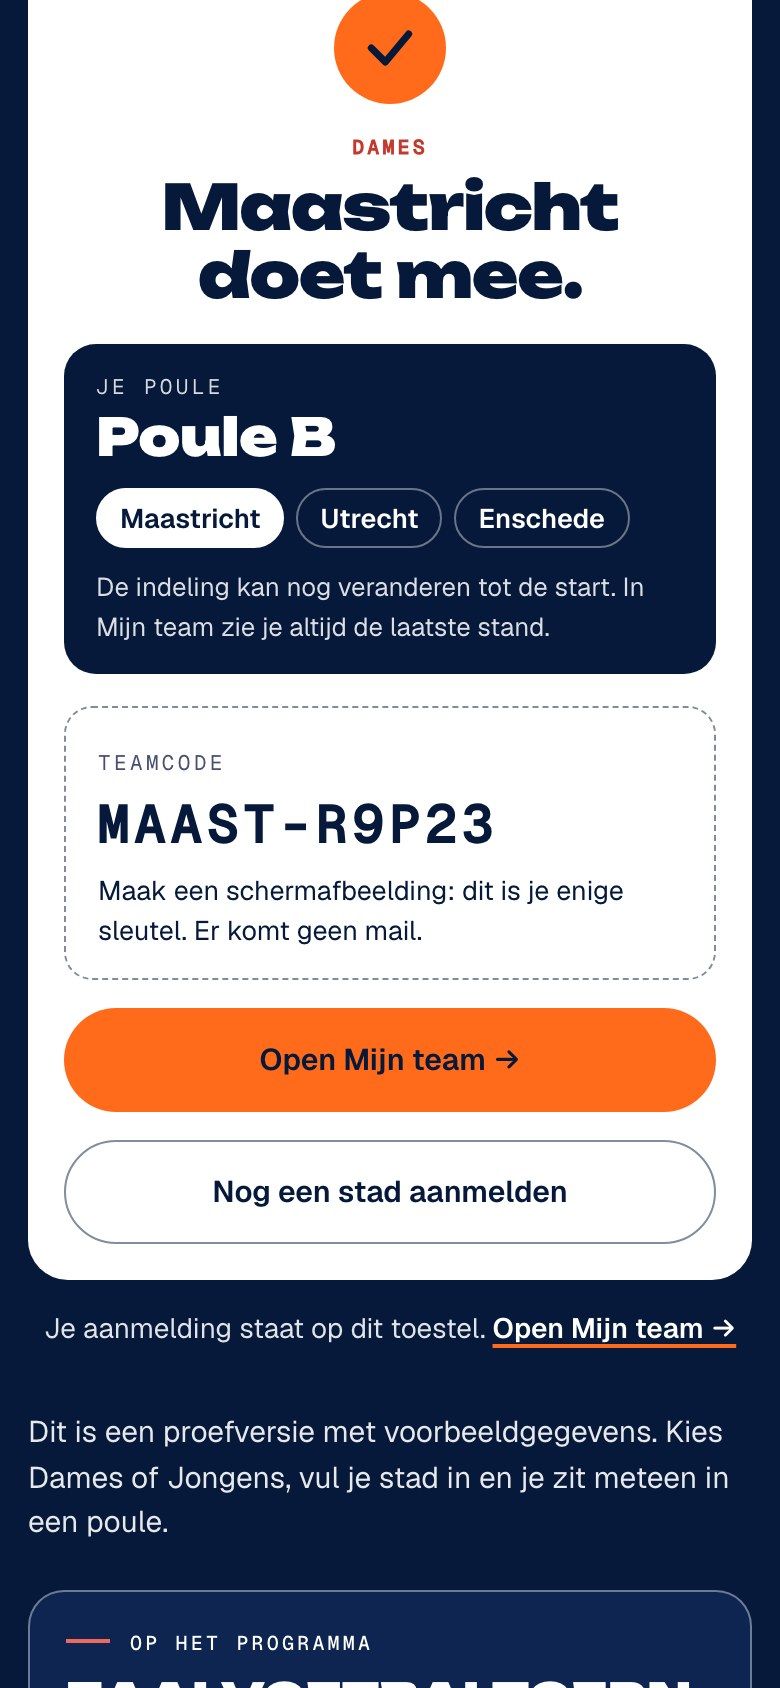 DAMES
Maastricht
doet mee.
JE POULE
Poule B
Maastricht
Utrecht
Enschede
De indeling kan nog veranderen tot de start. In
Mijn team zie je altijd de laatste stand.
TEAMCODE
MAAST-R9P23
Maak een schermafbeelding: dit is je enige
sleutel. Er komt geen mail.
Open Mijn team →
Nog een stad aanmelden
Je aanmelding staat op dit toestel. Open Mijn team →
Dit is een proefversie met voorbeeldgegevens. Kies
Dames of Jongens, vul je stad in en je zit meteen in
een poule.
OP HET PROGRAMMA